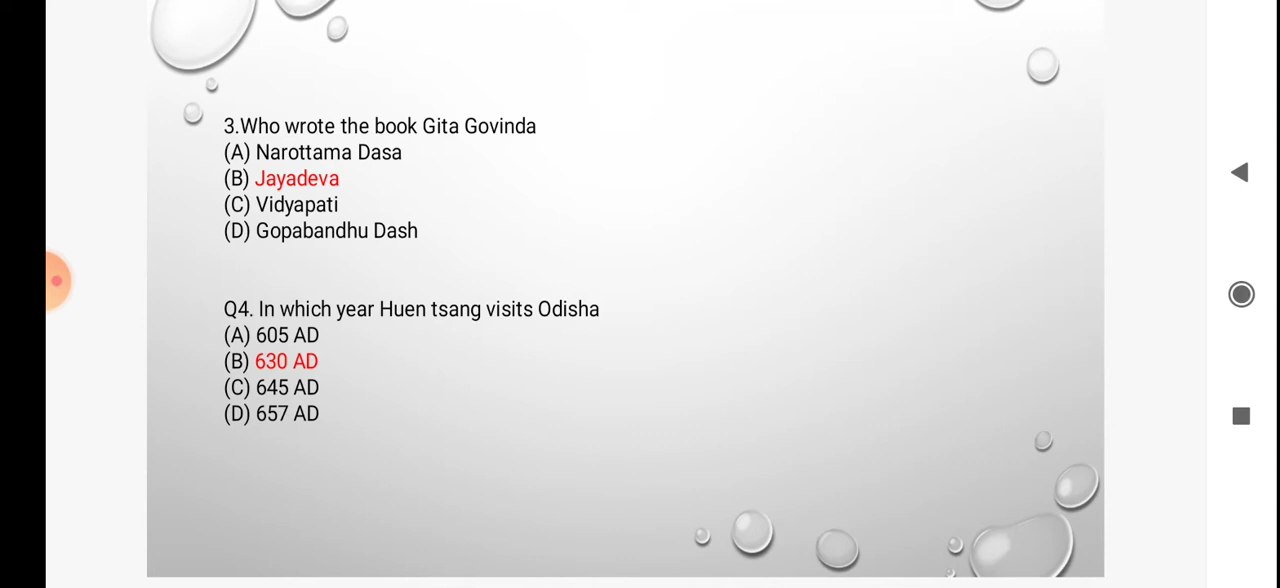 3.Who wrote the book Gita Govinda
(A) Narottama Dasa
(B) Jayadeva
(C) Vidyapati
(D) Gopabandhu Dash
Q4. In which year Huen tsang visits Odisha
(A) 605 AD
(B) 630 AD
(C) 645 AD
(D) 657 AD